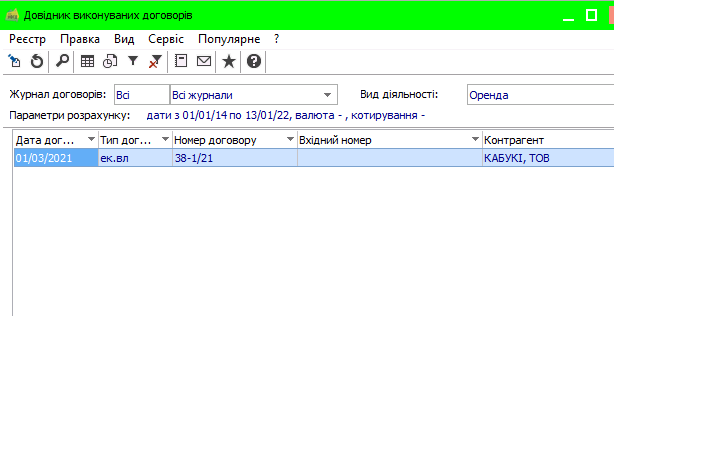 Довідник виконуваних договорів
Реєстр Правка Вид Сервіс Популярне ?
Журнал договорів: Всі Всі журнали Вид діяльності: Оренда
Параметри розрахунку: дати з 01/01/14 по 13/01/22, валюта - , котирування -
Дата дог... Тип дог... Номер договору Вхідний номер Контрагент
01/03/2021 ек.вл 38-1/21 КАБУКІ, ТОВ